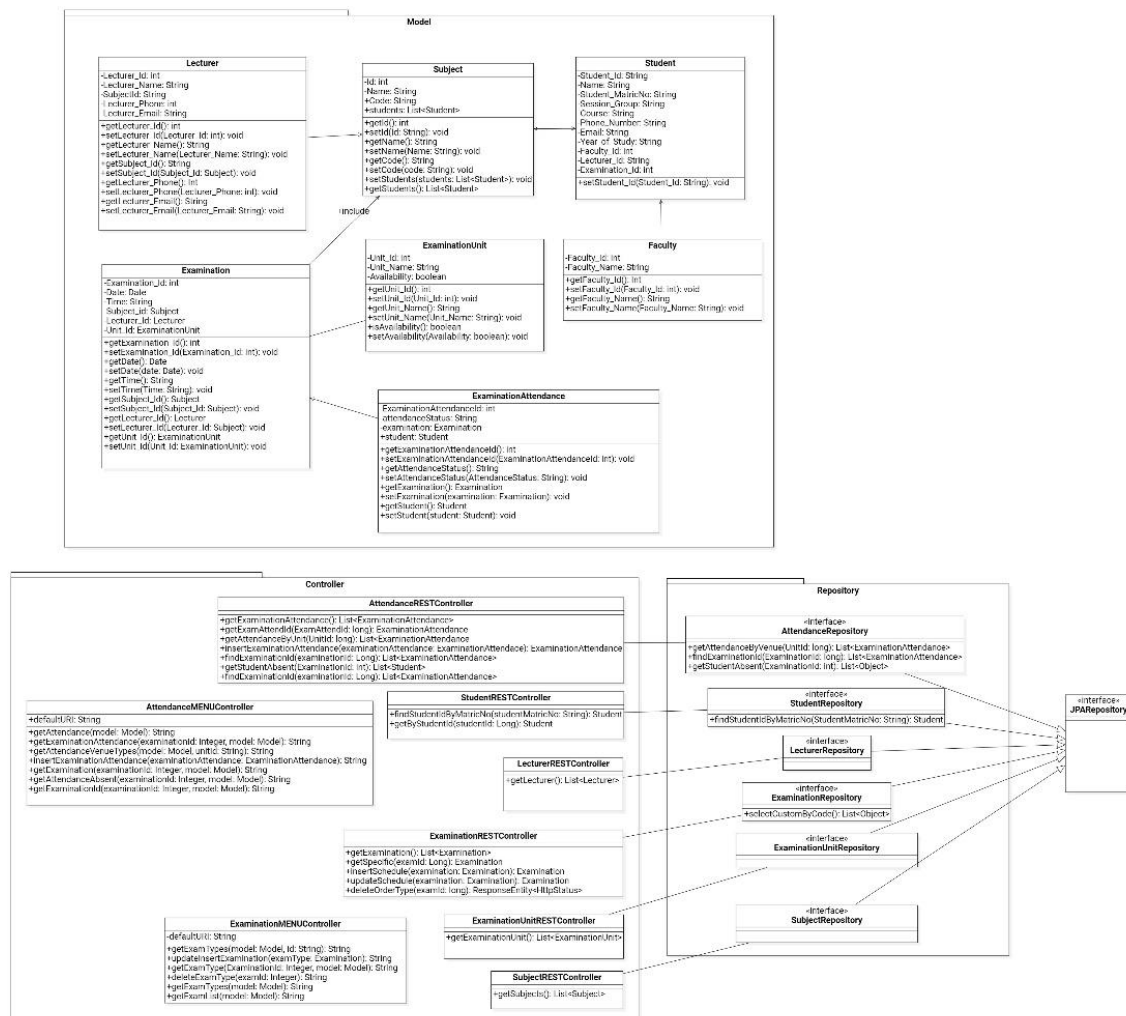 Model
Lecturer
-Lecturer_Id: int
-Lecturer_Name: String
-SubjectId: String
-Lecturer_Phone: int
-Lecturer_Email: String
+getLecturer_Id(): int
+setLecturer_Id(Lecturer_Id: int): void
+getLecturer_Name(): String
+setLecturer_Name(Lecturer_Name: String): void
+getSubject_Id(): String
+setSubject_Id(Subject_Id: Subject): void
+getLecturer_Phone(): int
+setLecturer_Phone(Lecturer_Phone: int): void
+getLecturer_Email(): String
+setLecturer_Email(Lecturer_Email: String): void
Subject
-Id: int
-Name: String
+Code: String
+students: List<Student>
+getId(): int
+setId(Id: String): void
+getName(): String
+setName(Name: String): void
+getCode(): String
+setCode(code: String): void
+setStudents(students: List<Student>): void
+getStudents(): List<Student>
Student
-Student_Id: String
-Name: String
-Student_MatricNo: String
-Session_Group: String
-Course: String
-Phone_Number: String
-Email: String
-Year_of_Study: String
-Faculty_Id: int
-Lecturer_Id: String
-Examination_Id: int
+setStudent_Id(Student_Id: String): void
+include
Examination
-Examination_Id: int
-Date: Date
-Time: String
-Subject_id: Subject
-Lecturer_Id: Lecturer
-Unit_Id: ExaminationUnit
+getExamination_Id(): int
+setExamination_Id(Examination_Id: int): void
+getDate(): Date
+setDate(date: Date): void
+getTime(): String
+setTime(Time: String): void
+getSubject_Id(): Subject
+setSubject_Id(Subject_Id: Subject): void
+getLecturer_Id(): Lecturer
+setLecturer_Id(Lecturer_Id: Subject): void
+getUnit_Id(): ExaminationUnit
+setUnit_Id(Unit_Id: ExaminationUnit): void
ExaminationUnit
-Unit_Id: int
-Unit_Name: String
-Availability: boolean
+getUnit_Id(): int
+setUnit_Id(Unit_Id: int): void
+getUnit_Name(): String
+setUnit_Name(Unit_Name: String): void
+isAvailability(): boolean
+setAvailability(Availability: boolean): void
Faculty
-Faculty_Id: int
-Faculty_Name: String
+getFaculty_Id(): int
+setFaculty_Id(Faculty_Id: int): void
+getFaculty_Name(): String
+setFaculty_Name(Faculty_Name: String): void
ExaminationAttendance
-ExaminationAttendanceId: int
-attendanceStatus: String
-examination: Examination
+student: Student
+getExaminationAttendanceId(): int
+setExaminationAttendanceId(ExaminationAttendanceId: int): void
+getAttendanceStatus(): String
+setAttendanceStatus(AttendanceStatus: String): void
+getExamination(): Examination
+setExamination(examination: Examination): void
+getStudent(): Student
+setStudent(student: Student): void
Controller
AttendanceRESTController
+getExaminationAttendance(): List<ExaminationAttendance>
+getExamAttendId(ExamAttendId: long): ExaminationAttendance
+getAttendanceByUnit(UnitId: long): List<ExaminationAttendance
+insertExaminationAttendance(examinationAttendance: ExaminationAttendace): ExaminationAttendance
+findExaminationId(examinationId: Long): List<ExaminationAttendance>
+getStudentAbsent(ExaminationId: Int): List<Student>
+findExaminationId(examinationId: Long): List<ExaminationAttendance>
StudentRESTController
+findStudentIdByMatricNo(studentMatricNo: String): Student
+getByStudentId(studentId: Long): Student
AttendanceMENUController
+defaultURI: String
+getAttendance(model: Model): String
+getExaminationAttendance(examinationId: Integer, model: Model): String
+getAttendanceVenueTypes(model: Model, unitId: String): String
+insertExaminationAttendance(examinationAttendance: ExaminationAttendance): String
+getExamination(examinationId: Integer, model: Model): String
+getAttendanceAbsent(examinationId: Integer, model: Model): String
+getExaminationId(examinationId: Integer, model: Model): String
LecturerRESTController
+getLecturer(): List<Lecturer>
ExaminationRESTController
+getExamination(): List<Examination>
+getSpecific(examId: Long): Examination
+insertSchedule(examination: Examination): Examination
+updateSchedule(examination: Examination): Examination
+deleteOrderType(examId: long): ResponseEntity<HttpStatus>
ExaminationMENUController
-defaultURI: String
+getExamTypes(model: Model, Id: String): String
+updateInsertExamination(examType: Examination): String
+getExamType(ExaminationId: Integer, model: Model): String
+deleteExamType(examId: Integer): String
+getExamTypes(model: Model): String
+getExamList(model: Model): String
ExaminationUnitRESTController
+getExaminationUnit(): List<ExaminationUnit>
SubjectRESTController
+getSubjects(): List<Subject>
Repository
«interface»
AttendanceRepository
+getAttendanceByVenue(UnitId: long): List<ExaminationAttendance>
+findExaminationId(ExaminationId: long): List<ExaminationAttendance>
+getStudentAbsent(ExaminationId: Int): List<Object>
«interface»
StudentRepository
+findStudentIdByMatricNo(StudentMatricNo: String): Student
«interface»
LecturerRepository
«interface»
ExaminationRepository
+selectCustomByCode(): List<Object>
«interface»
ExaminationUnitRepository
«interface»
SubjectRepository
«interface»
JPARepository